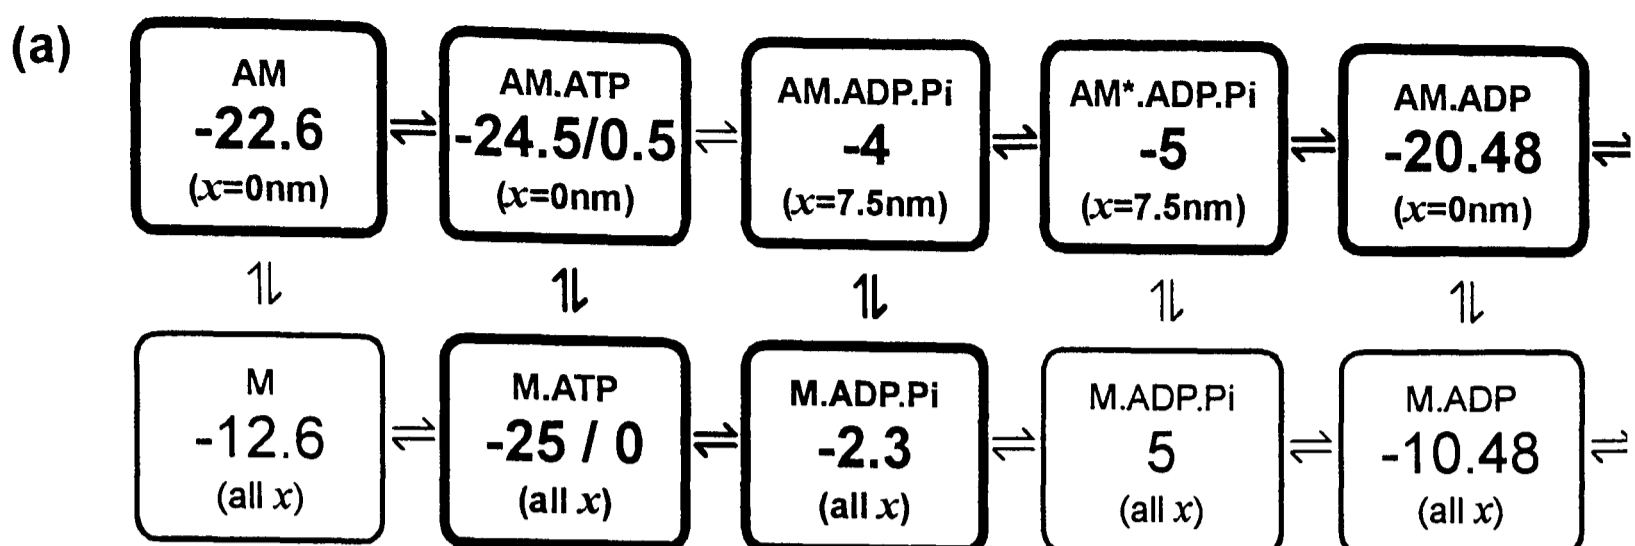 (a)
AM
-22.6
(x=0nm)
AM.ATP
-24.5/0.5
(x=0nm)
AM.ADP.Pi
-4
(x=7.5nm)
AM*.ADP.Pi
-5
(x=7.5nm)
AM.ADP
-20.48
(x=0nm)
M
-12.6
(all x)
M.ATP
-25 / 0
(all x)
M.ADP.Pi
-2.3
(all x)
M.ADP.Pi
5
(all x)
M.ADP
-10.48
(all x)